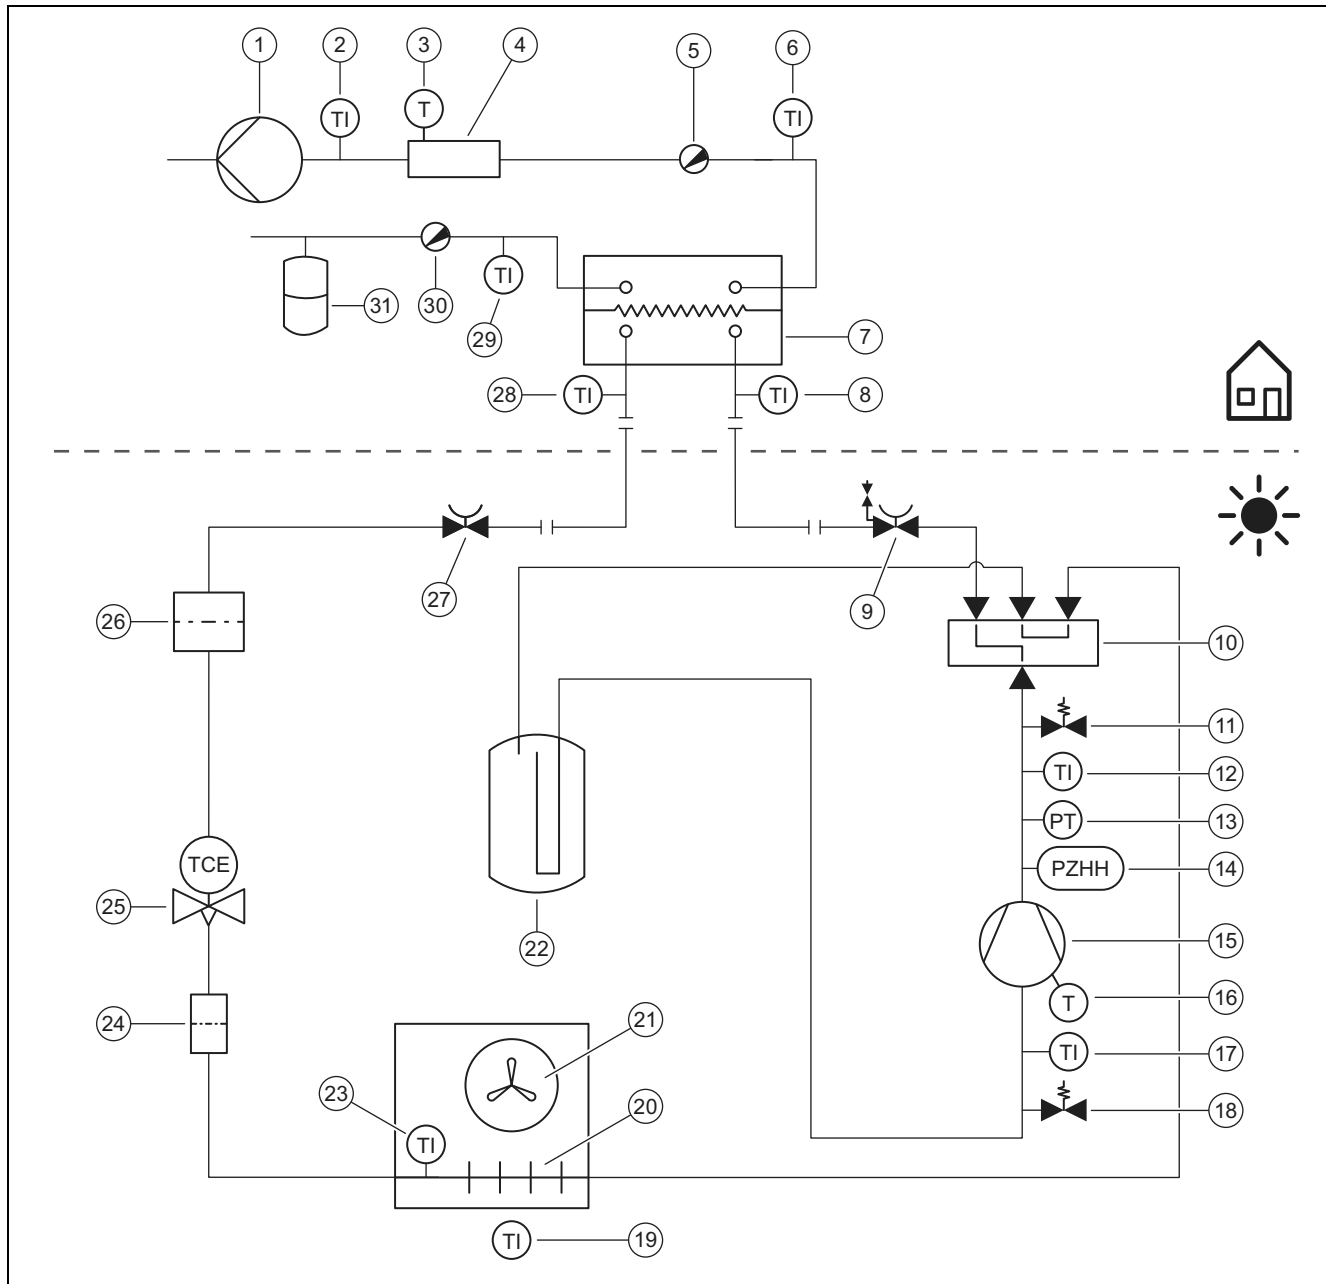 1 2 3 4 5 6
TI T TI
TI
31 30 29 7
28 TI TI 8
27 9
26 10
11
TI 12
PT 13
TCE PZHH 14
25 22 15
T 16
24 21 TI 17
23 20 18
TI
TI 19